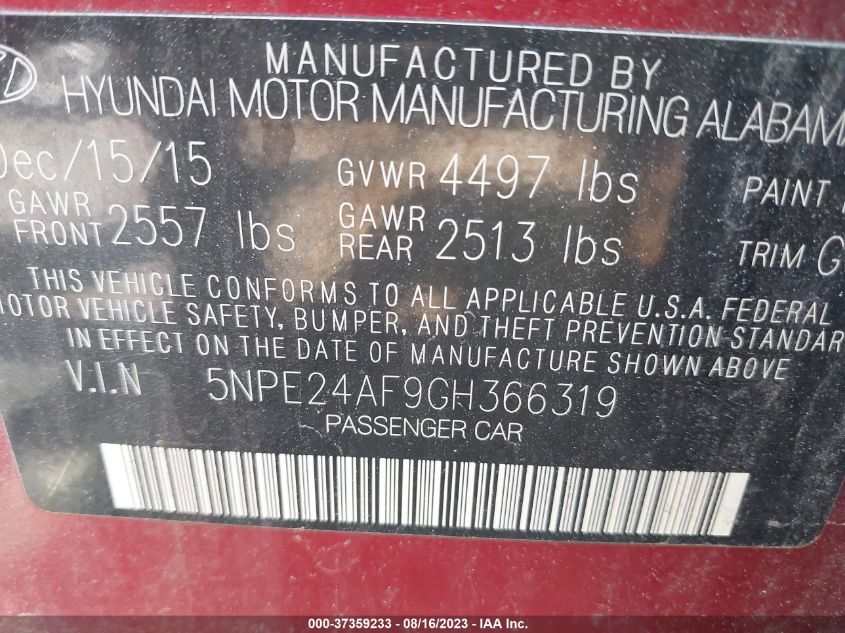 MANUFACTURED BY
HYUNDAI MOTOR MANUFACTURING ALABAMA
Dec/15/15 GVWR 4497 lbs PAINT
GAWR FRONT 2557 lbs GAWR REAR 2513 lbs TRIM G
THIS VEHICLE CONFORMS TO ALL APPLICABLE U.S.A. FEDERAL
MOTOR VEHICLE SAFETY, BUMPER, AND THEFT PREVENTION STANDAR
IN EFFECT ON THE DATE OF MANUFACTURE SHOWN ABOVE
V.I.N 5NPE24AF9GH366319
PASSENGER CAR
000-37359233 - 08/16/2023 - IAA Inc.